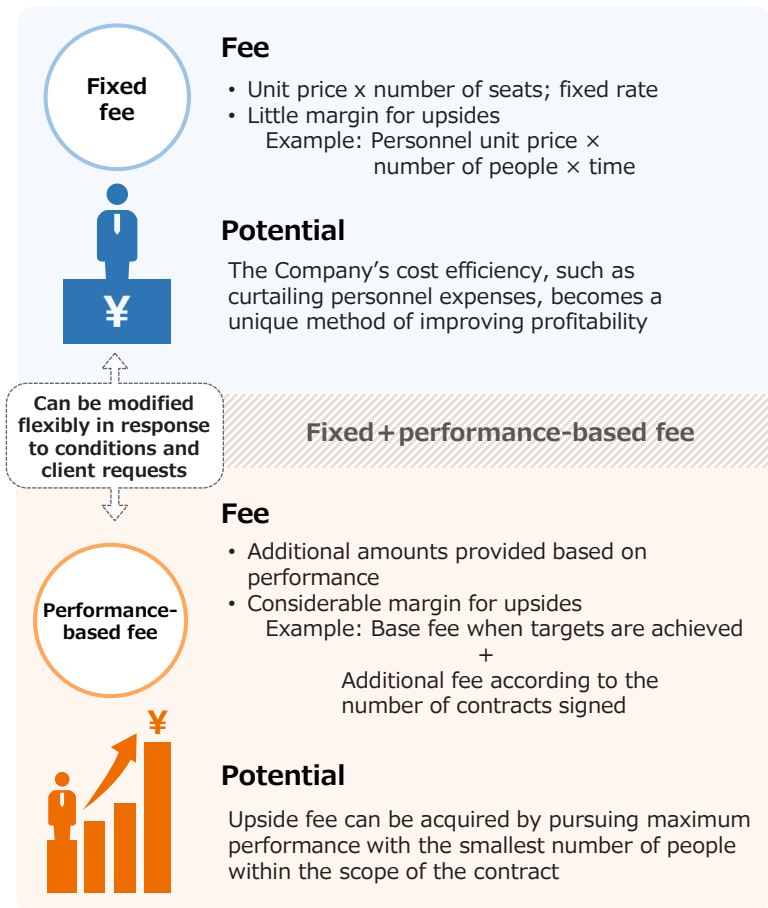 Fixed
fee
Fee
• Unit price x number of seats; fixed rate
• Little margin for upsides
Example: Personnel unit price ×
number of people × time
¥
Potential
The Company's cost efficiency, such as
curtailing personnel expenses, becomes a
unique method of improving profitability
Can be modified
flexibly in response
to conditions and
client requests
Fixed+performance-based fee
Performance-
based fee
Fee
• Additional amounts provided based on
performance
• Considerable margin for upsides
Example: Base fee when targets are achieved
+
Additional fee according to the
number of contracts signed
¥
Potential
Upside fee can be acquired by pursuing maximum
performance with the smallest number of people
within the scope of the contract